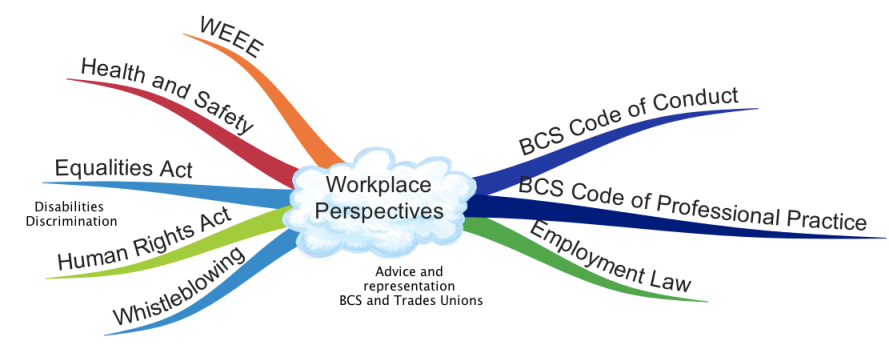 WEEE
Health and Safety
Equalities Act
Disabilities
Discrimination
Human Rights Act
Whistleblowing
Workplace
Perspectives
Advice and
representation
BCS and Trades Unions
BCS Code of Conduct
BCS Code of Professional Practice
Employment Law